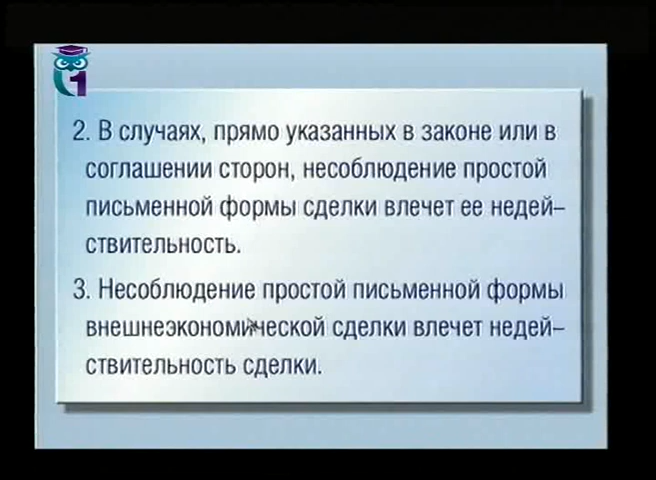 1
2. В случаях, прямо указанных в законе или в
соглашении сторон, несоблюдение простой
письменной формы сделки влечет ее недей–
ствительность.
3. Несоблюдение простой письменной формы
внешнеэкономической сделки влечет недей–
ствительность сделки.